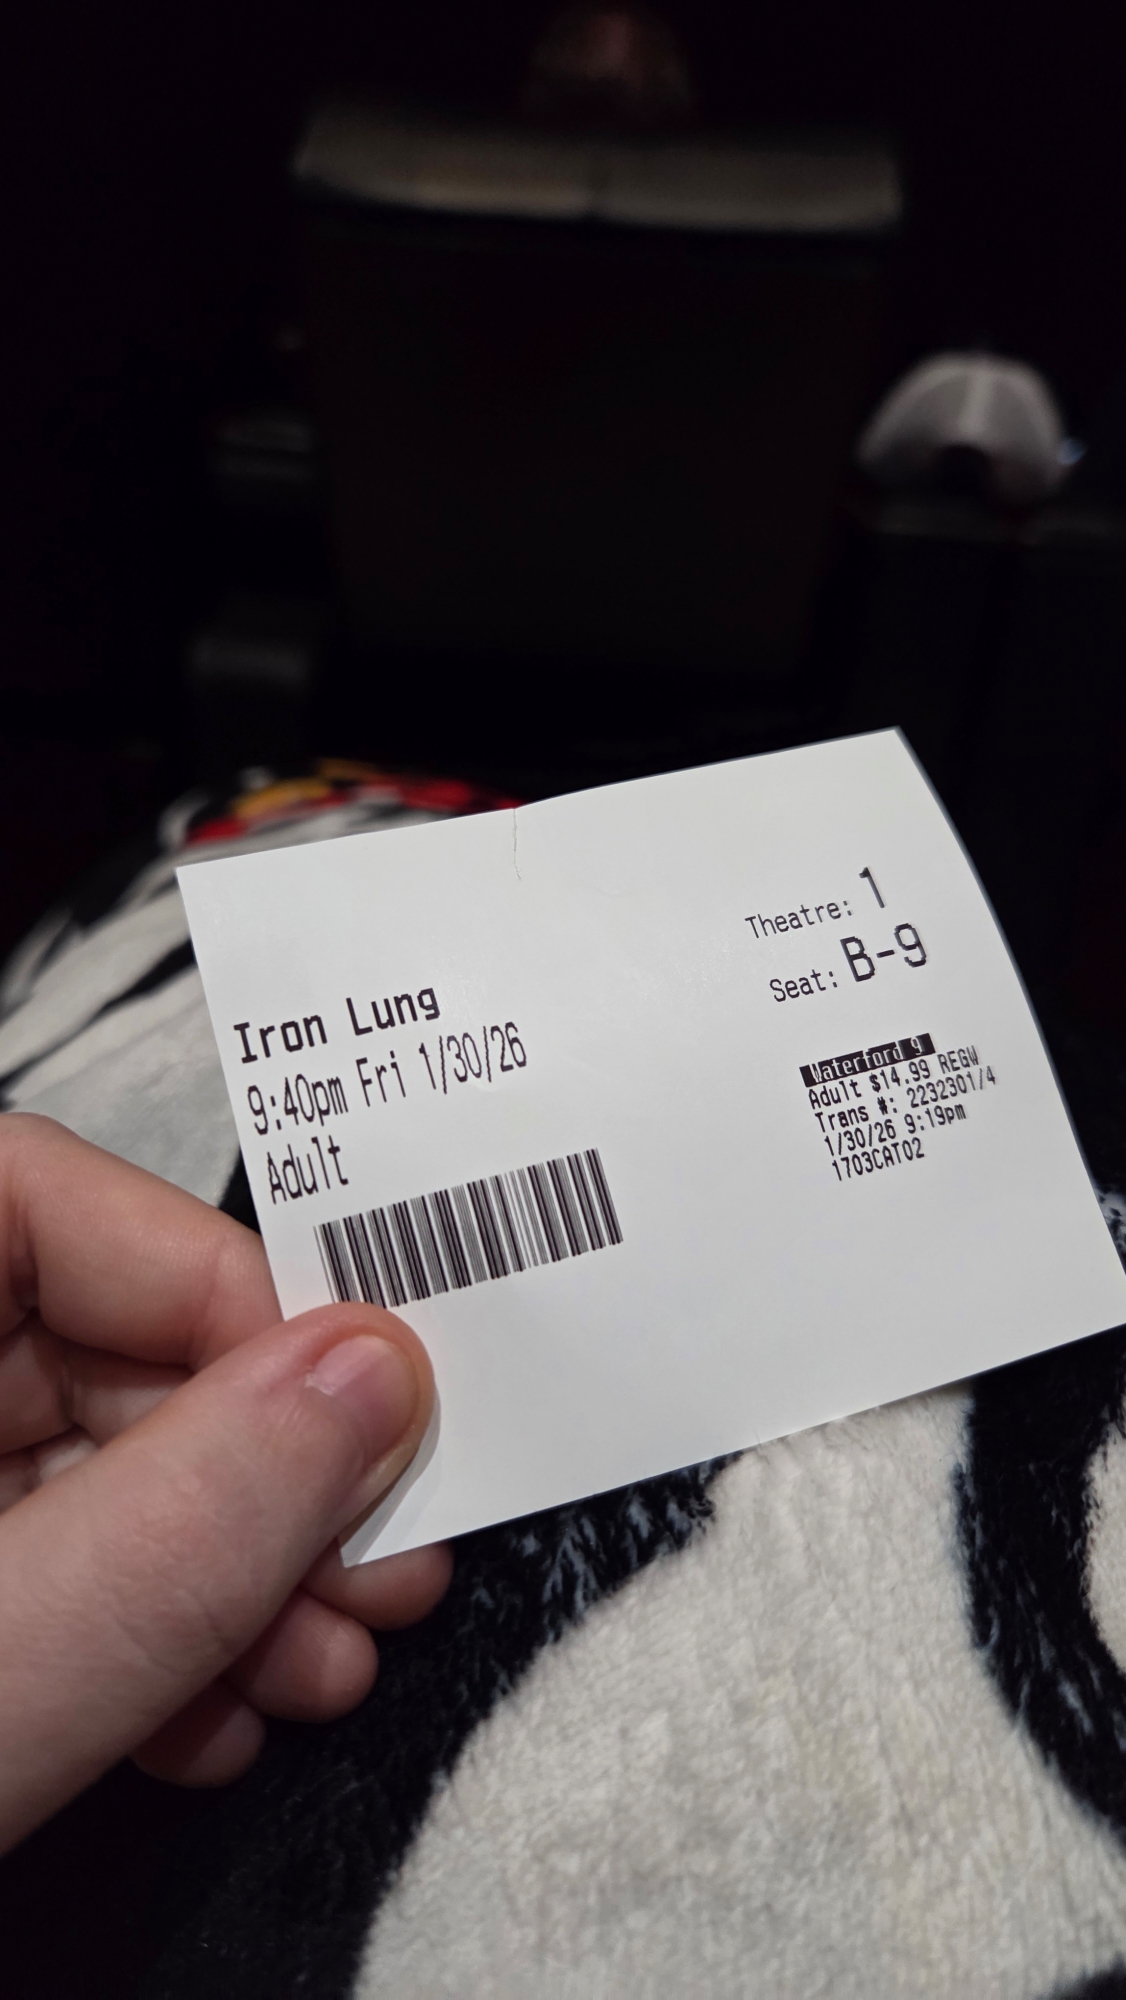 Theatre: 1
Seat: B-9
Iron Lung
9:40pm Fri 1/30/26
Adult
Waterford 9
Adult $14.99 REGW
Trans #: 2232301/4
1/30/26 9:19pm
1703CAT02